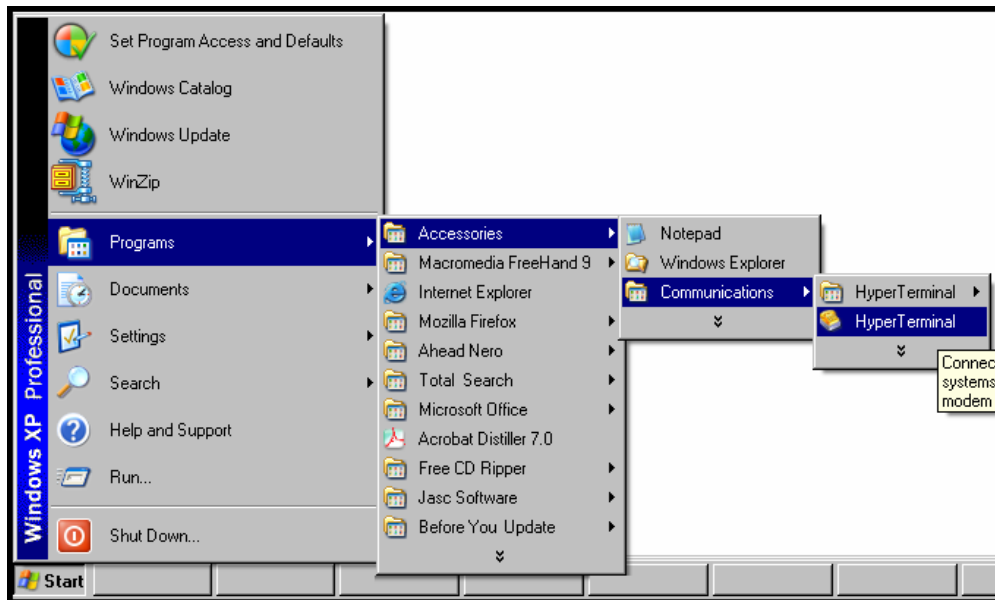 Set Program Access and Defaults
Windows Catalog
Windows Update
WinZip
Programs
Documents
Settings
Search
Help and Support
Run...
Shut Down...
Windows XP Professional
Start
Accessories
Macromedia FreeHand 9
Internet Explorer
Mozilla Firefox
Ahead Nero
Total Search
Microsoft Office
Acrobat Distiller 7.0
Free CD Ripper
Jasc Software
Before You Update
Notepad
Windows Explorer
Communications
HyperTerminal
HyperTerminal
Connec
systems
modem